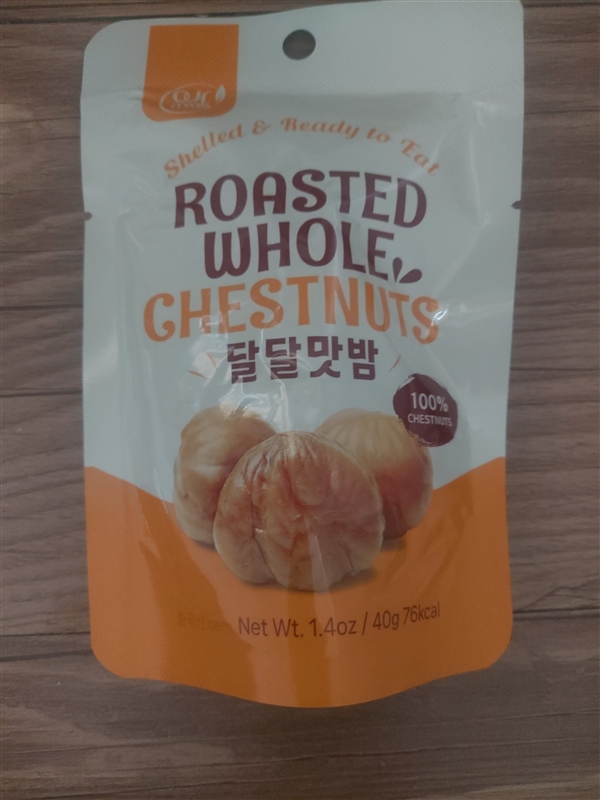 Our
Shelled & Ready to Eat
ROASTED
WHOLE
CHESTNUTS
달달맛밤
100%
CHESTNUTS
Net Wt. 1.4oz / 40g 76kcal